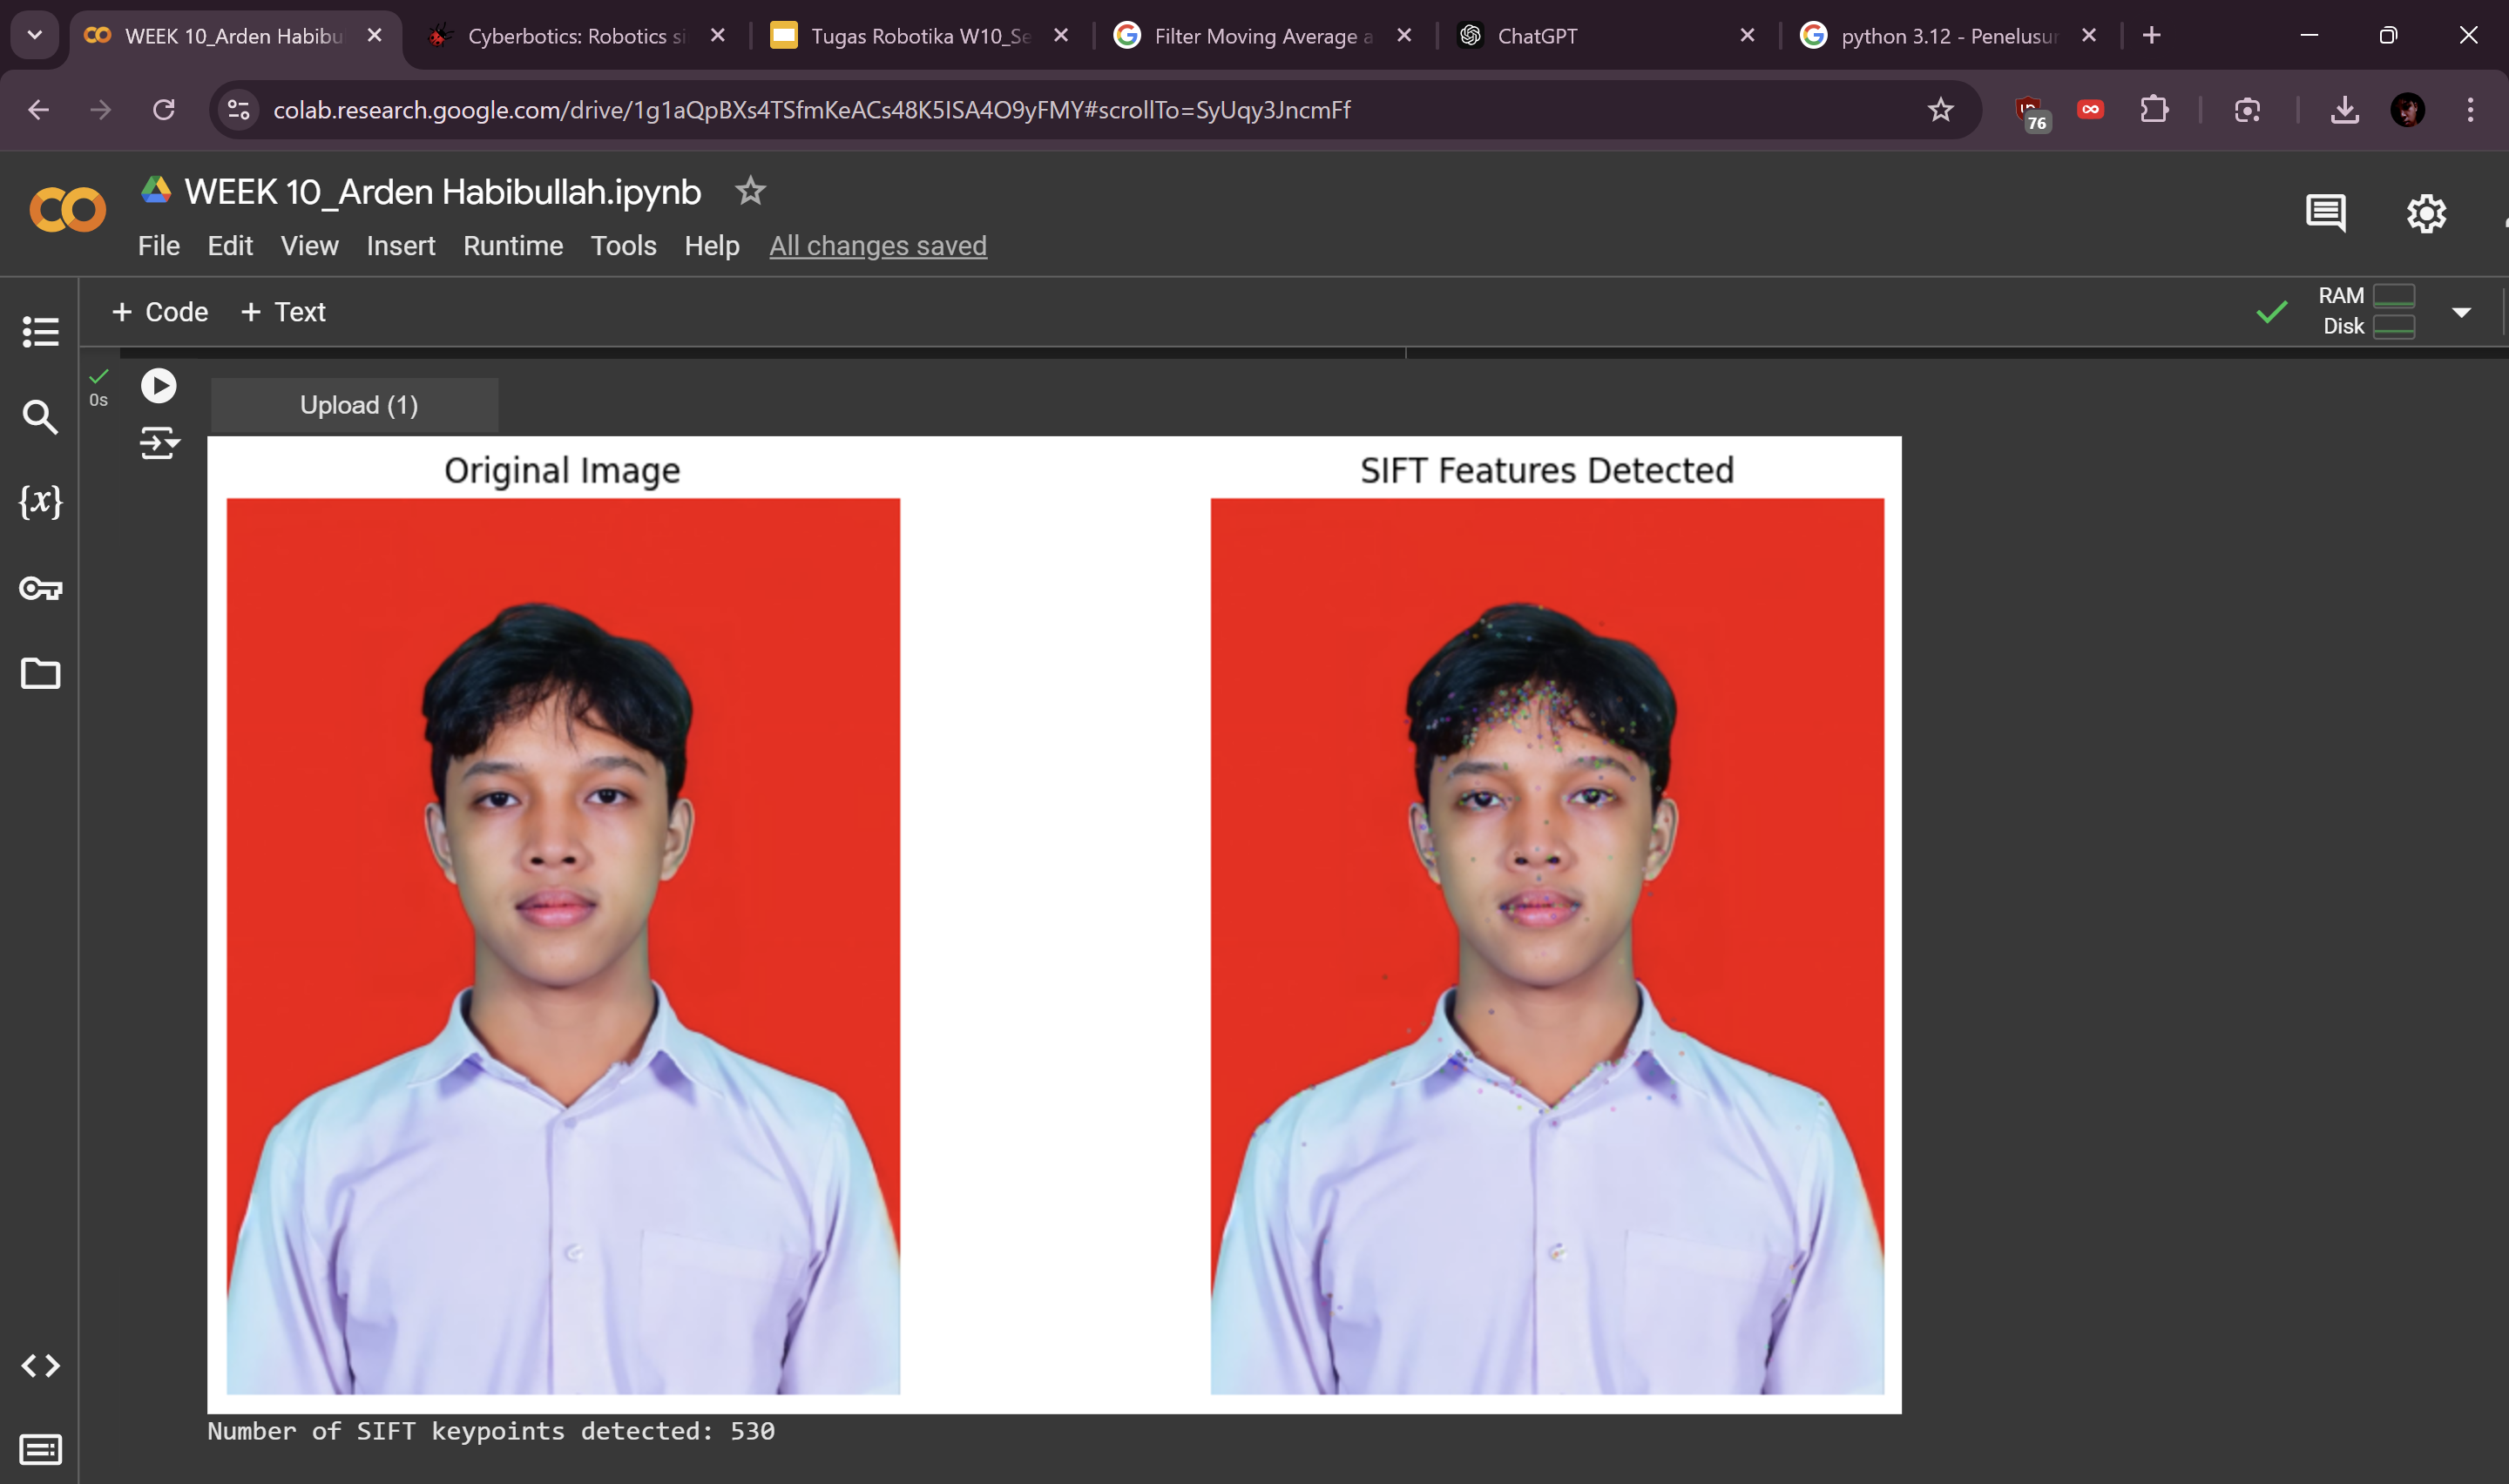 WEEK 10_Arden Habibu
Cyberbotics: Robotics si
Tugas Robotika W10_Se
Filter Moving Average a
ChatGPT
python 3.12 - Penelusur
colab.research.google.com/drive/1g1aQpBXs4TSfmKeACs48K5ISA4O9yFMY#scrollTo=SyUqy3JncmFf
76
WEEK 10_Arden Habibullah.ipynb
File Edit View Insert Runtime Tools Help All changes saved
+ Code + Text
RAM
Disk
0s
Upload (1)
{x}
Original Image
SIFT Features Detected
Number of SIFT keypoints detected: 530